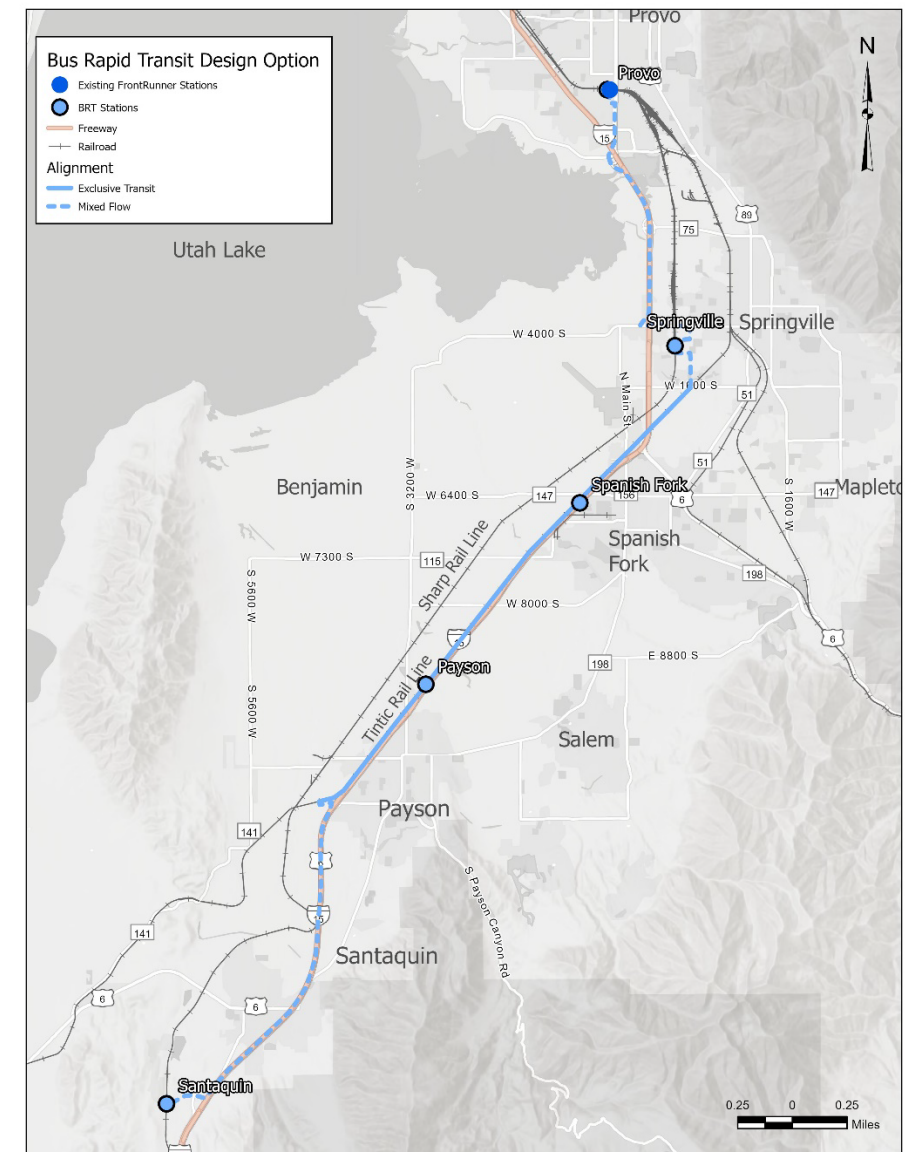 Provo
Bus Rapid Transit Design Option
Existing FrontRunner Stations
BRT Stations
Freeway
Railroad
Alignment
Exclusive Transit
Mixed Flow
N
Provo
15
89
75
Utah Lake
Springville
Springville
W 4000 S
N Main St
W 1600 S
51
51
Benjamin
S 3200 W
W 6400 S
147
Spanish Fork
156
6
S 1600 W
147
Mapleto
Sharp Rail Line
Spanish
Fork
W 7300 S
115
198
S 5600 W
W 8000 S
6
Payson
198
E 8800 S
Tintic Rail Line
S 5600 W
Salem
Payson
141
6
S Payson Canyon Rd
15
141
Santaquin
6
6
Santaquin
0.25
0
0.25
Miles